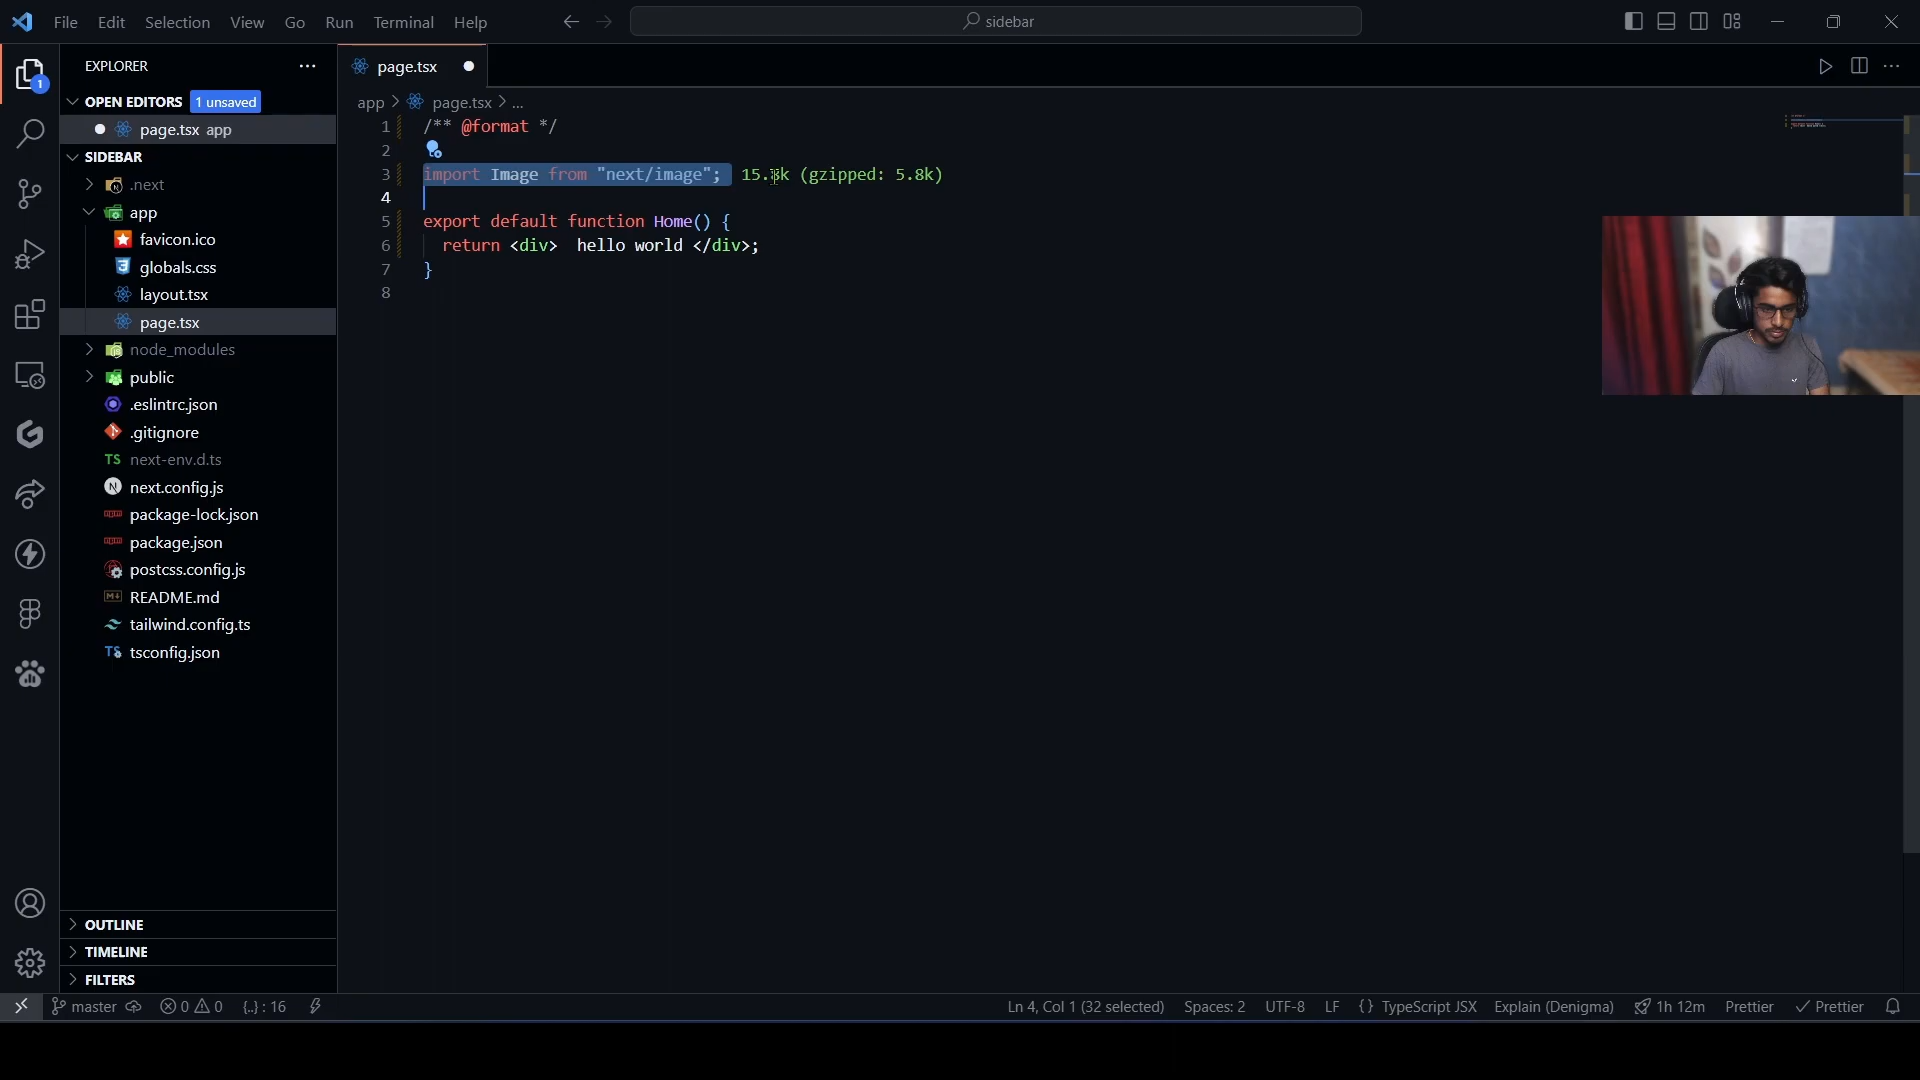 File Edit Selection View Go Run Terminal Help
sidebar
EXPLORER
1
OPEN EDITORS 1 unsaved
page.tsx app
SIDEBAR
.next
app
favicon.ico
globals.css
layout.tsx
page.tsx
node_modules
public
.eslintrc.json
.gitignore
TS next-env.d.ts
N next.config.js
package-lock.json
package.json
postcss.config.js
README.md
tailwind.config.ts
TS tsconfig.json
OUTLINE
TIMELINE
FILTERS
page.tsx
app > page.tsx > ...
1 /** @format */
2
3 import Image from "next/image"; 15.8k (gzipped: 5.8k)
4
5 export default function Home() {
6 return <div> hello world </div>;
7 }
8
master 0 0 {..} : 16 Ln 4, Col 1 (32 selected) Spaces: 2 UTF-8 LF {} TypeScript JSX Explain (Denigma) 1h 12m Prettier Prettier